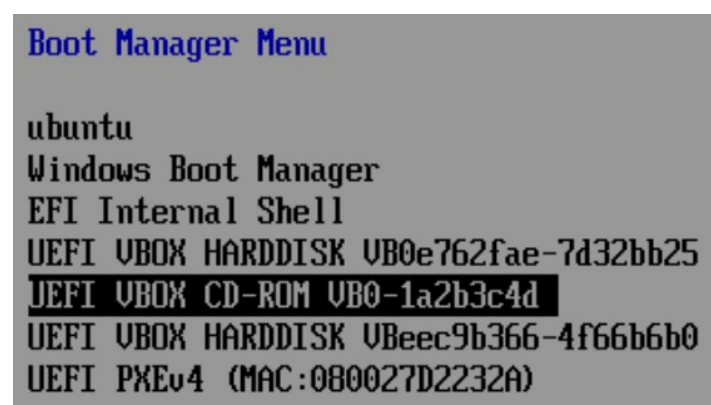 Boot Manager Menu
ubuntu
Windows Boot Manager
EFI Internal Shell
UEFI VBOX HARDDISK VB0e762fae-7d32bb25
UEFI VBOX CD-ROM VB0-1a2b3c4d
UEFI VBOX HARDDISK VBeec9b366-4f66b6b0
UEFI PXEv4 (MAC:080027D2232A)